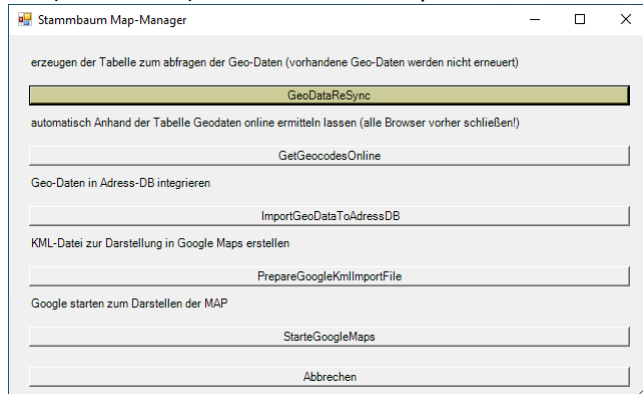 Stammbaum Map-Manager
erzeugen der Tabelle zum abfragen der Geo-Daten (vorhandene Geo-Daten werden nicht erneuert)
GeoDataReSync
automatisch Anhand der Tabelle Geodaten online ermitteln lassen (alle Browser vorher schließen!)
GetGeocodesOnline
Geo-Daten in Adress-DB integrieren
ImportGeoDataToAdressDB
KML-Datei zur Darstellung in Google Maps erstellen
PrepareGoogleKmlImportFile
Google starten zum Darstellen der MAP
StarteGoogleMaps
Abbrechen